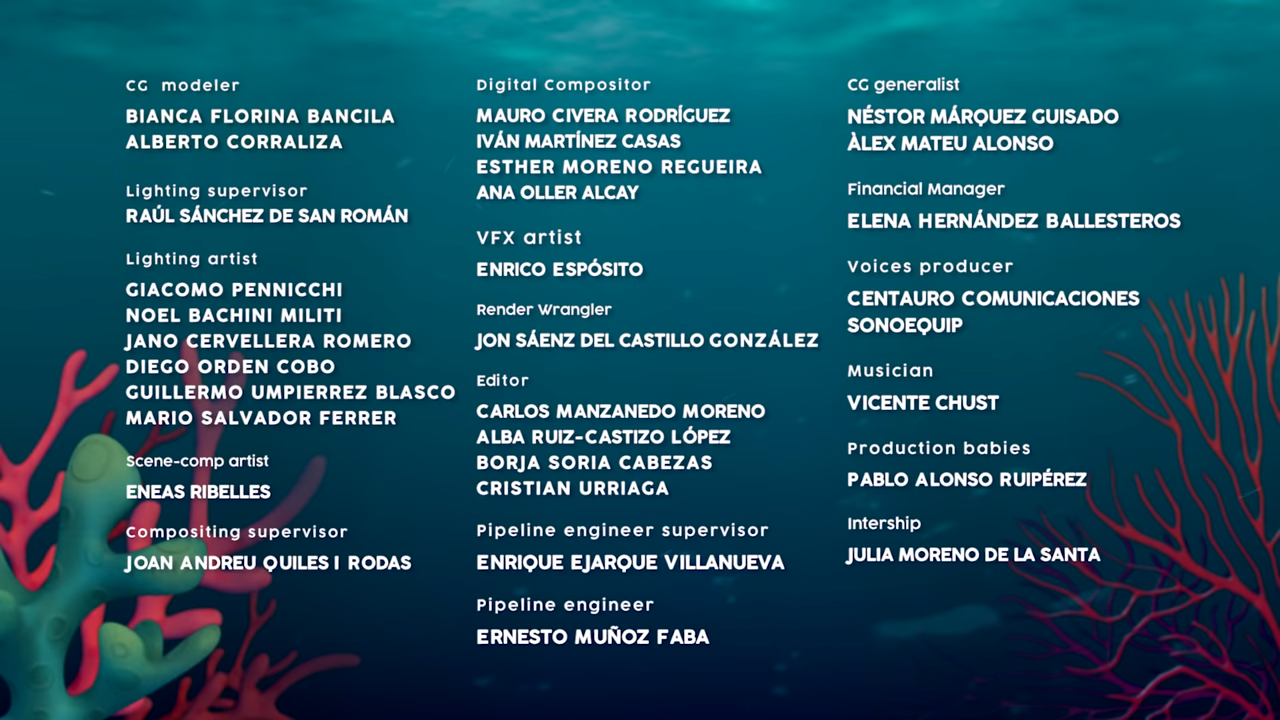 CG modeler
BIANCA FLORINA BANCILA
ALBERTO CORRALIZA
Lighting supervisor
RAÚL SÁNCHEZ DE SAN ROMÁN
Lighting artist
GIACOMO PENNICCHI
NOEL BACHINI MILITI
JANO CERVELLERA ROMERO
DIEGO ORDEN COBO
GUILLERMO UMPIERREZ BLASCO
MARIO SALVADOR FERRER
Scene-comp artist
ENEAS RIBELLES
Compositing supervisor
JOAN ANDREU QUILES I RODAS
Digital Compositor
MAURO CIVERA RODRÍGUEZ
IVÁN MARTÍNEZ CASAS
ESTHER MORENO REGUEIRA
ANA OLLER ALCAY
VFX artist
ENRICO ESPÓSITO
Render Wrangler
JON SÁENZ DEL CASTILLO GONZÁLEZ
Editor
CARLOS MANZANEDO MORENO
ALBA RUIZ-CASTIZO LÓPEZ
BORJA SORIA CABEZAS
CRISTIAN URRIAGA
Pipeline engineer supervisor
ENRIQUE EJARQUE VILLANUEVA
Pipeline engineer
ERNESTO MUÑOZ FABA
CG generalist
NÉSTOR MÁRQUEZ GUISADO
ÀLEX MATEU ALONSO
Financial Manager
ELENA HERNÁNDEZ BALLESTEROS
Voices producer
CENTAURO COMUNICACIONES
SONOEQUIP
Musician
VICENTE CHUST
Production babies
PABLO ALONSO RUIPÉREZ
Intership
JULIA MORENO DE LA SANTA